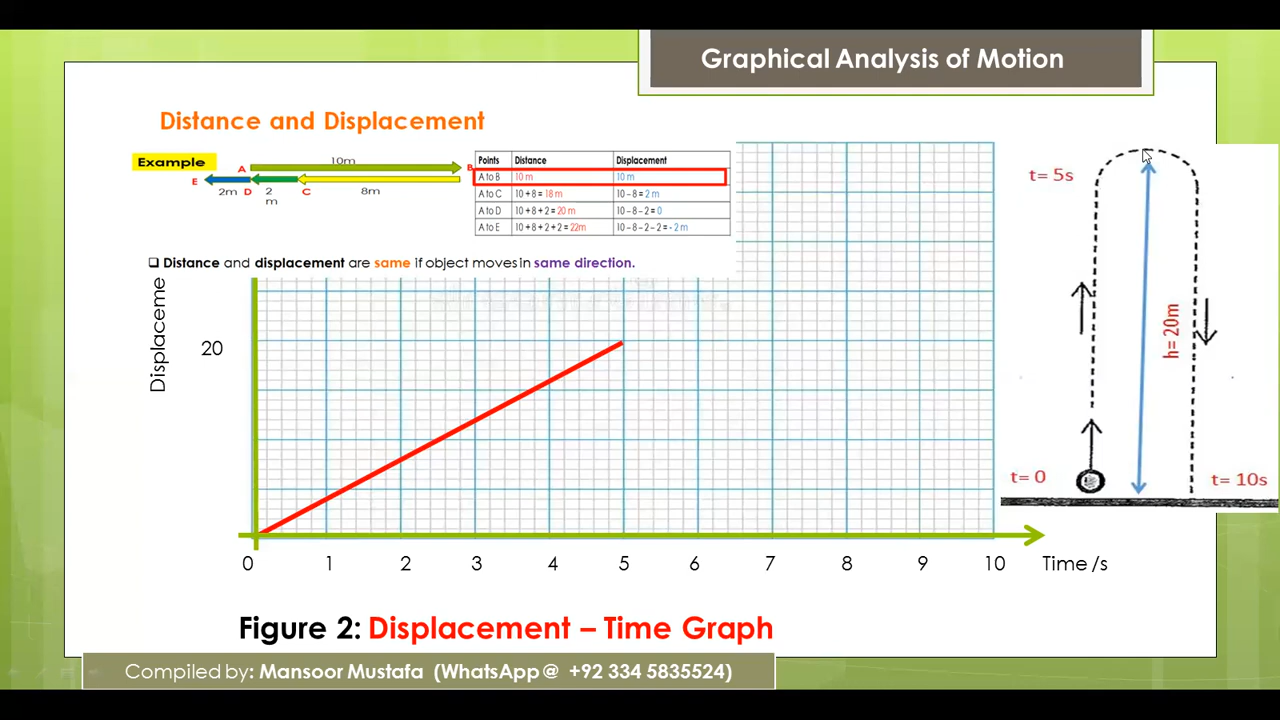 Graphical Analysis of Motion
Distance and Displacement
Example
A
10m
B
E
2m
D
2
m
C
8m
Points Distance Displacement
A to B 10 m 10 m
A to C 10 + 8 = 18 m 10 – 8 = 2 m
A to D 10 + 8 + 2 = 20 m 10 – 8 – 2 = 0
A to E 10 + 8 + 2 + 2 = 22m 10 – 8 – 2 – 2 = - 2 m
❑ Distance and displacement are same if object moves in same direction.
Displaceme
20
0 1 2 3 4 5 6 7 8 9 10 Time /s
t= 5s
h= 20m
t= 0
t= 10s
Figure 2: Displacement – Time Graph
Compiled by: Mansoor Mustafa (WhatsApp @ +92 334 5835524)